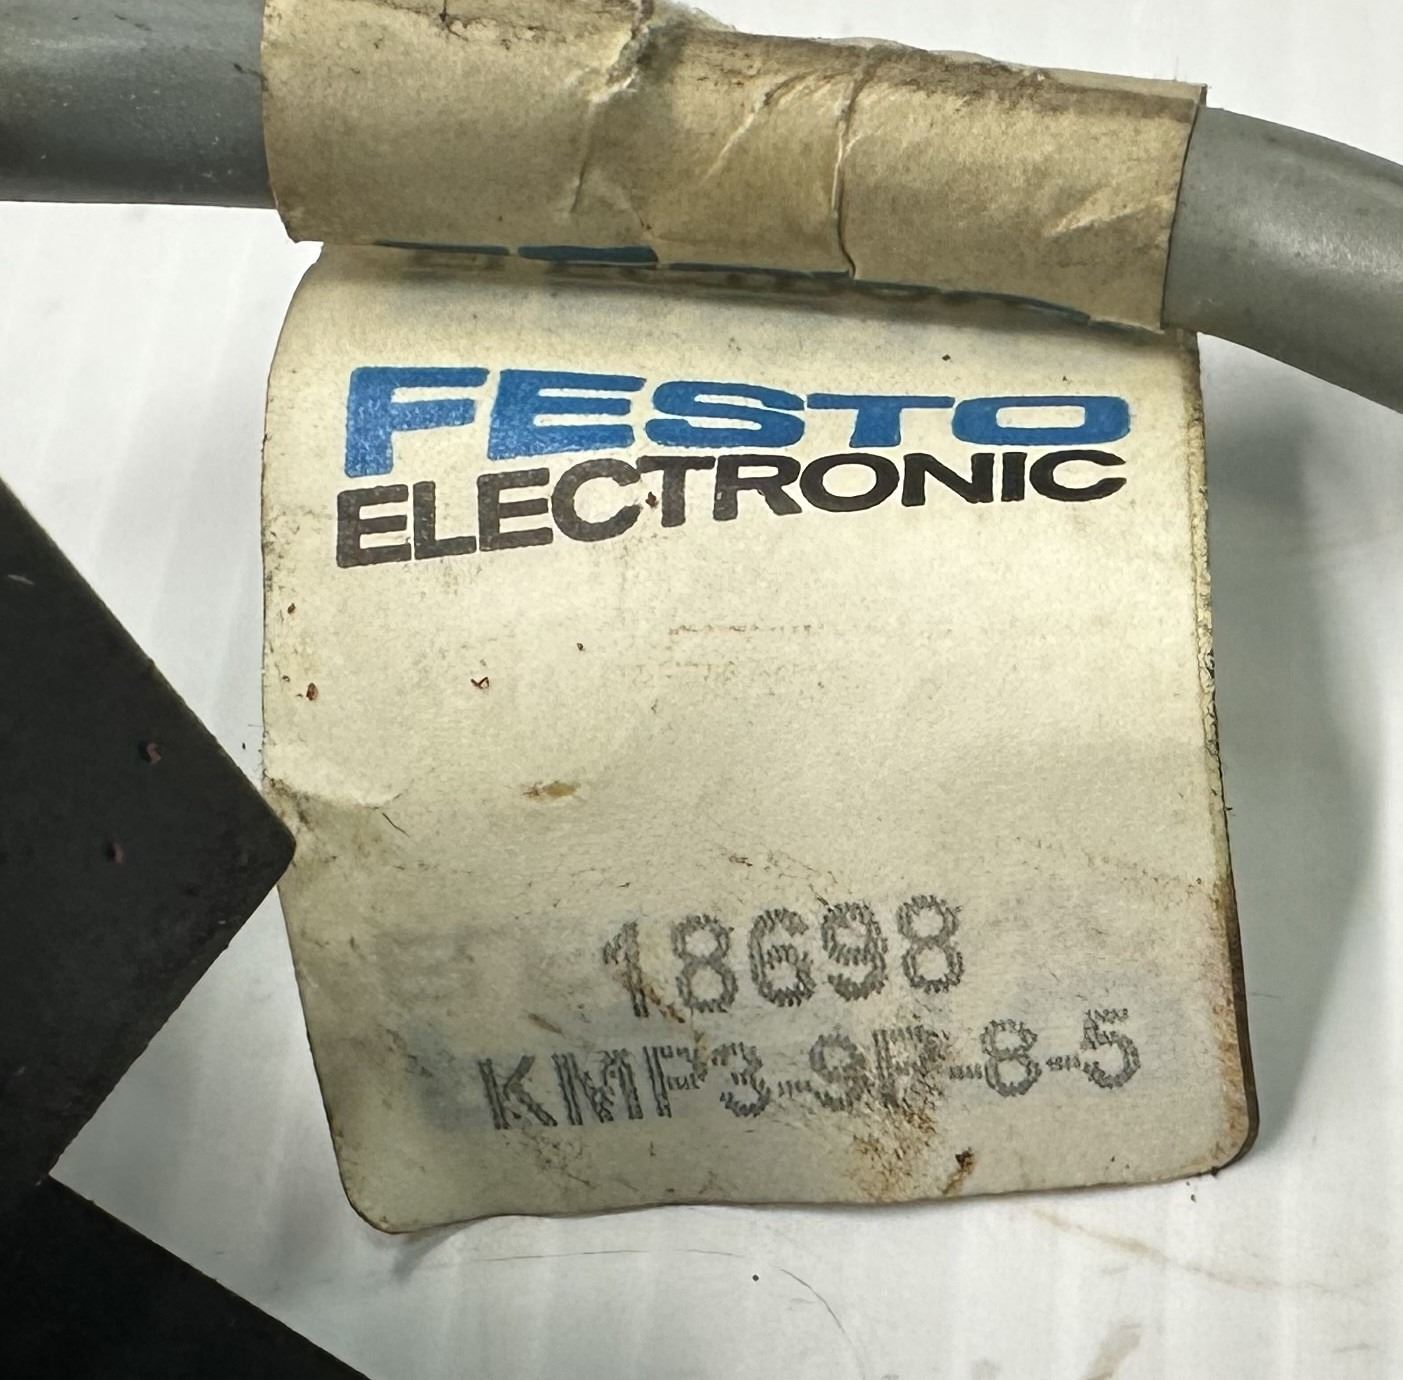 FESTO
ELECTRONIC
18698
KMP3-9P-8-5